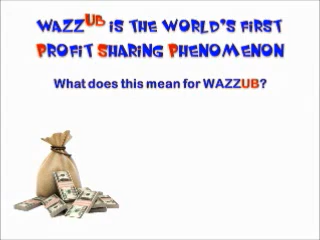 WAZZUB iS THE WORLD'S FiRST
PROFiT SHARiNG PHENOMENON
What does this mean for WAZZUB?